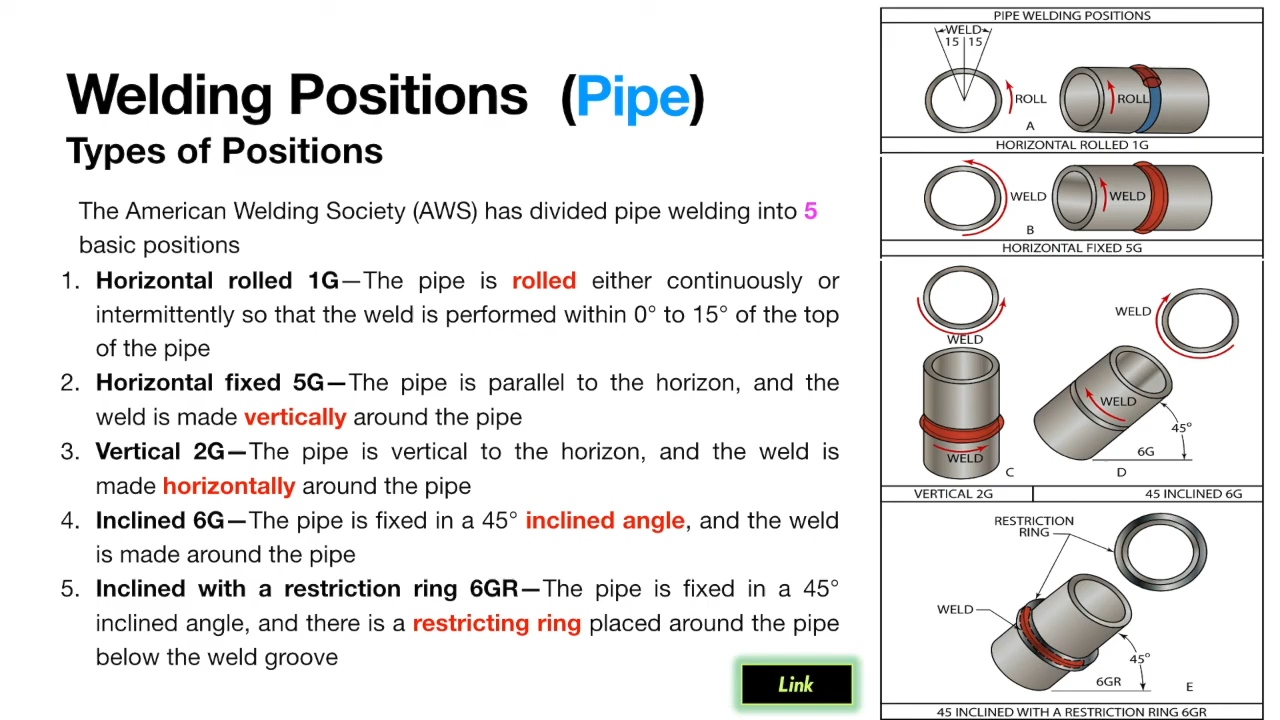 Welding Positions (Pipe)
Types of Positions
The American Welding Society (AWS) has divided pipe welding into 5
basic positions
1. Horizontal rolled 1G—The pipe is rolled either continuously or
intermittently so that the weld is performed within 0° to 15° of the top
of the pipe
2. Horizontal fixed 5G—The pipe is parallel to the horizon, and the
weld is made vertically around the pipe
3. Vertical 2G—The pipe is vertical to the horizon, and the weld is
made horizontally around the pipe
4. Inclined 6G—The pipe is fixed in a 45° inclined angle, and the weld
is made around the pipe
5. Inclined with a restriction ring 6GR—The pipe is fixed in a 45°
inclined angle, and there is a restricting ring placed around the pipe
below the weld groove
Link
PIPE WELDING POSITIONS
WELD
15 15
ROLL
ROLL
A
HORIZONTAL ROLLED 1G
WELD
WELD
B
HORIZONTAL FIXED 5G
WELD
WELD
C
WELD
WELD
45°
6G
D
VERTICAL 2G
45 INCLINED 6G
RESTRICTION
RING
WELD
45°
6GR
E
45 INCLINED WITH A RESTRICTION RING 6GR